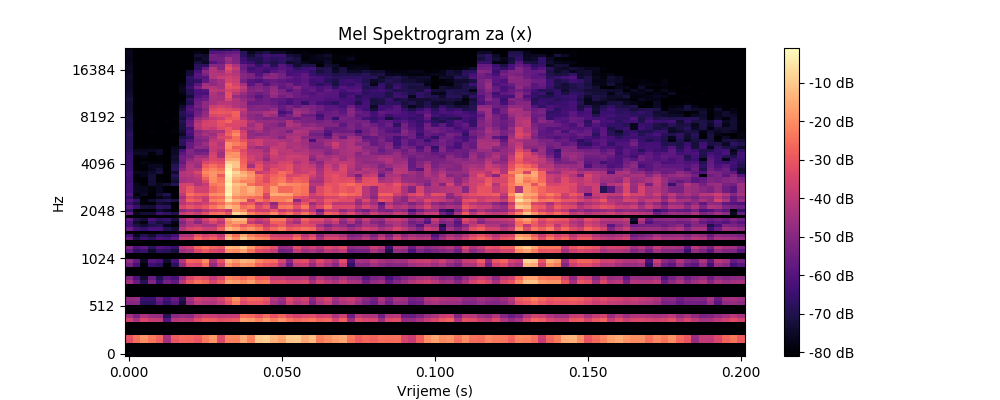 Mel Spektrogram za (x)
16384
8192
4096
2048
1024
512
0
Hz
0.000
0.050
0.100
0.150
0.200
Vrijeme (s)
-10 dB
-20 dB
-30 dB
-40 dB
-50 dB
-60 dB
-70 dB
-80 dB